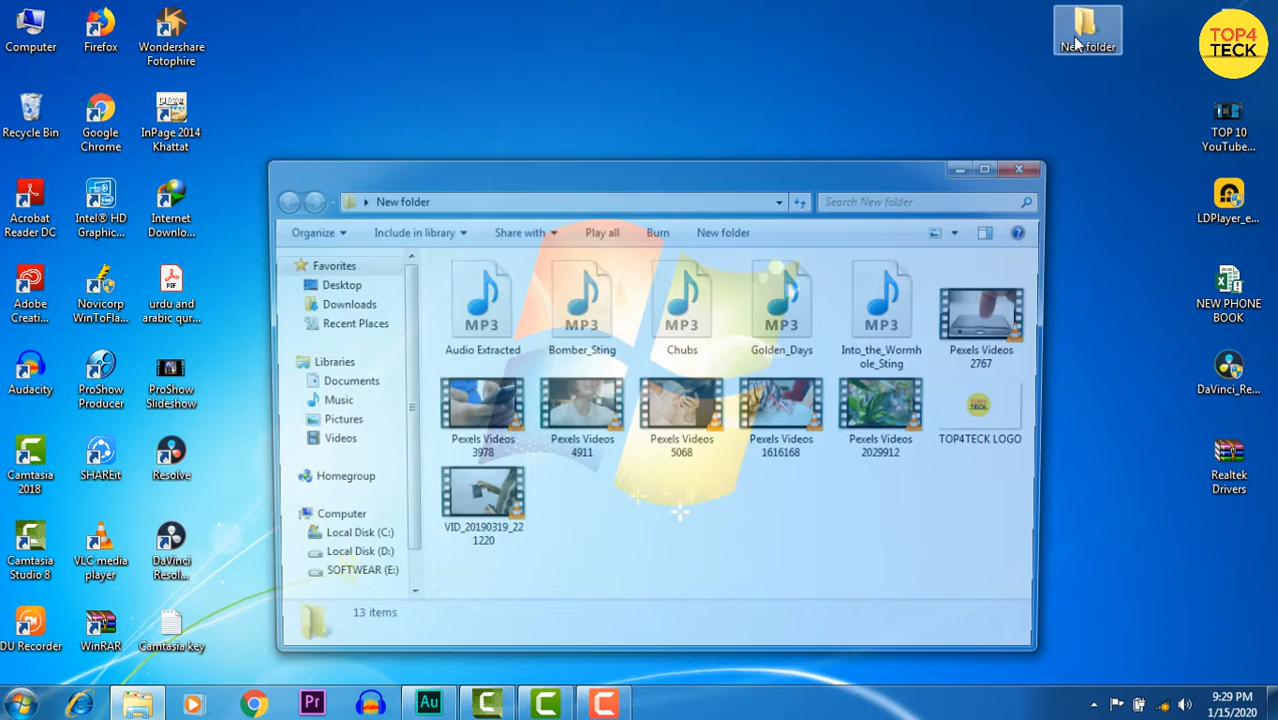 Computer
Firefox
Wondershare
Fotophire
New folder
TOP4
TECK
Recycle Bin
Google
Chrome
InPage 2014
Khattat
TOP 10
YouTube...
Acrobat
Reader DC
Intel® HD
Graphic...
Internet
Downlo...
LDPlayer_e...
Adobe
Creati...
Novicorp
WinToFla...
PDF
urdu and
arabic qur...
NEW PHONE
BOOK
Audacity
ProShow
Producer
ProShow
Slideshow
DaVinci_Re...
Camtasia
2018
SHAREit
Resolve
Realtek
Drivers
Camtasia
Studio 8
VLC media
player
DaVinci
Resol...
DU Recorder
WinRAR
Camtasia key
New folder
Search New folder
Organize
Include in library
Share with
Play all
Burn
New folder
Favorites
Desktop
Downloads
Recent Places
Libraries
Documents
Music
Pictures
Videos
Homegroup
Computer
Local Disk (C:)
Local Disk (D:)
SOFTWEAR (E:)
MP3
MP3
MP3
MP3
MP3
Audio Extracted
Bomber_Sting
Chubs
Golden_Days
Into_the_Wormh
ole_Sting
Pexels Videos
2767
Pexels Videos
3978
Pexels Videos
4911
Pexels Videos
5068
Pexels Videos
1616168
Pexels Videos
2029912
TOP4
TECK
TOP4TECK LOGO
VID_20190319_22
1220
13 items
Pr
Au
9:29 PM
1/15/2020